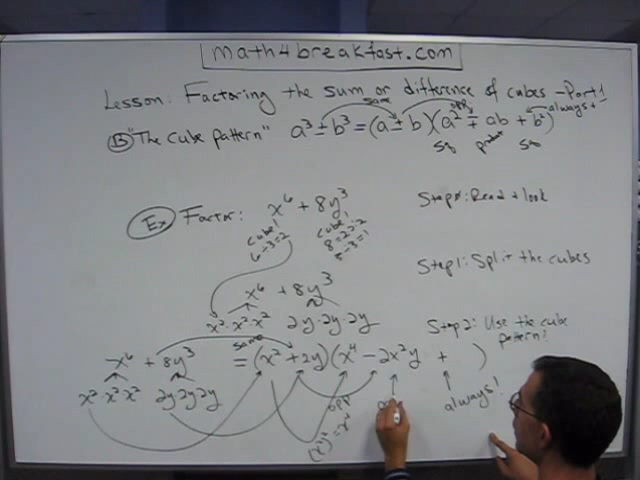 math4breakfast.com
Lesson: Factoring the sum or difference of cubes - Part 1
same opp always +
B "The Cube pattern" a³ ± b³ = (a ± b)(a² ∓ ab + b²)
sq product sq
Ex Factor: x⁶ + 8y³
Step 0: Read + look
cube! cube!
6÷3=2 8=2·2·2
3÷3=1
Step 1: Split the cubes
x⁶ + 8y³
x²·x²·x² 2y·2y·2y
Step 2: Use the cube pattern!
same
x⁶ + 8y³ = (x² + 2y)(x⁴ − 2x²y + )
x²·x²·x² 2y 2y 2y
opp
(x²)² = x⁴
always!